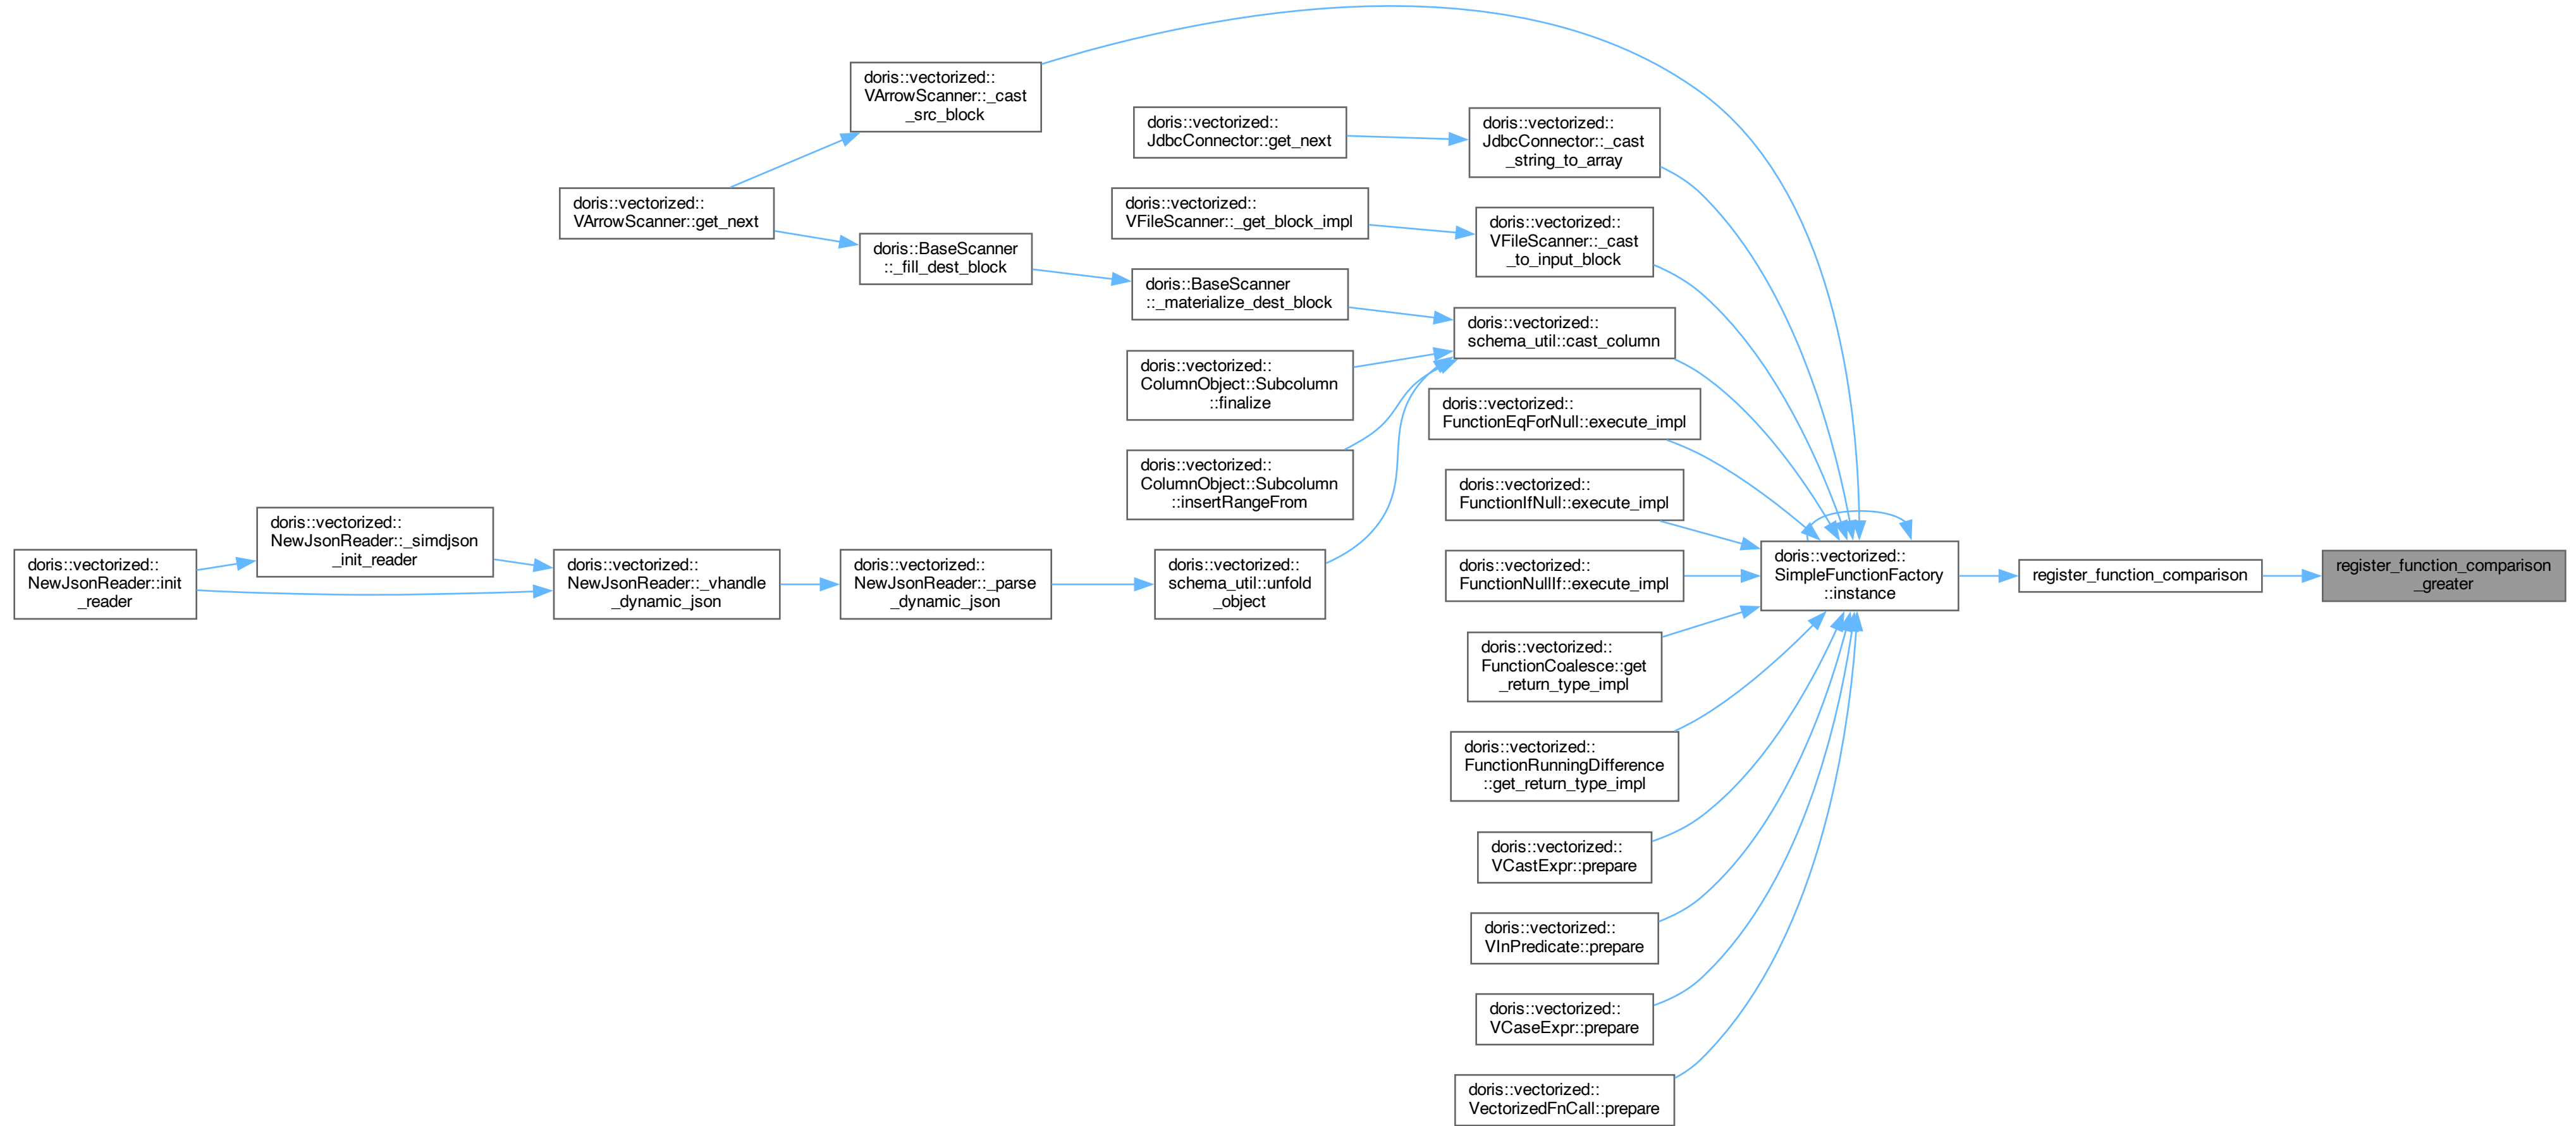 doris::vectorized::
VArrowScanner::_cast
_src_block
doris::vectorized::
JdbcConnector::get_next
doris::vectorized::
JdbcConnector::_cast
_string_to_array
doris::vectorized::
VArrowScanner::get_next
doris::vectorized::
VFileScanner::_get_block_impl
doris::vectorized::
VFileScanner::_cast
_to_input_block
doris::BaseScanner
::_fill_dest_block
doris::BaseScanner
::_materialize_dest_block
doris::vectorized::
schema_util::cast_column
doris::vectorized::
ColumnObject::Subcolumn
::finalize
doris::vectorized::
FunctionEqForNull::execute_impl
doris::vectorized::
ColumnObject::Subcolumn
::insertRangeFrom
doris::vectorized::
FunctionIfNull::execute_impl
doris::vectorized::
NewJsonReader::init
_reader
doris::vectorized::
NewJsonReader::_simdjson
_init_reader
doris::vectorized::
NewJsonReader::_vhandle
_dynamic_json
doris::vectorized::
NewJsonReader::_parse
_dynamic_json
doris::vectorized::
schema_util::unfold
_object
doris::vectorized::
FunctionNullIf::execute_impl
doris::vectorized::
SimpleFunctionFactory
::instance
register_function_comparison
register_function_comparison
_greater
doris::vectorized::
FunctionCoalesce::get
_return_type_impl
doris::vectorized::
FunctionRunningDifference
::get_return_type_impl
doris::vectorized::
VCastExpr::prepare
doris::vectorized::
VInPredicate::prepare
doris::vectorized::
VCaseExpr::prepare
doris::vectorized::
VectorizedFnCall::prepare